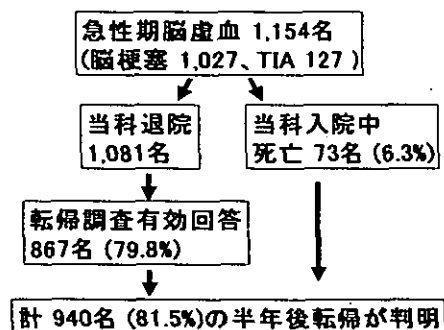 急性期脳虚血 1,154名
(脳梗塞 1,027、TIA 127 )
当科退院
1,081名
当科入院中
死亡 73名 (6.3%)
転帰調査有効回答
867名 (79.8%)
計 940名 (81.5%)の半年後転帰が判明